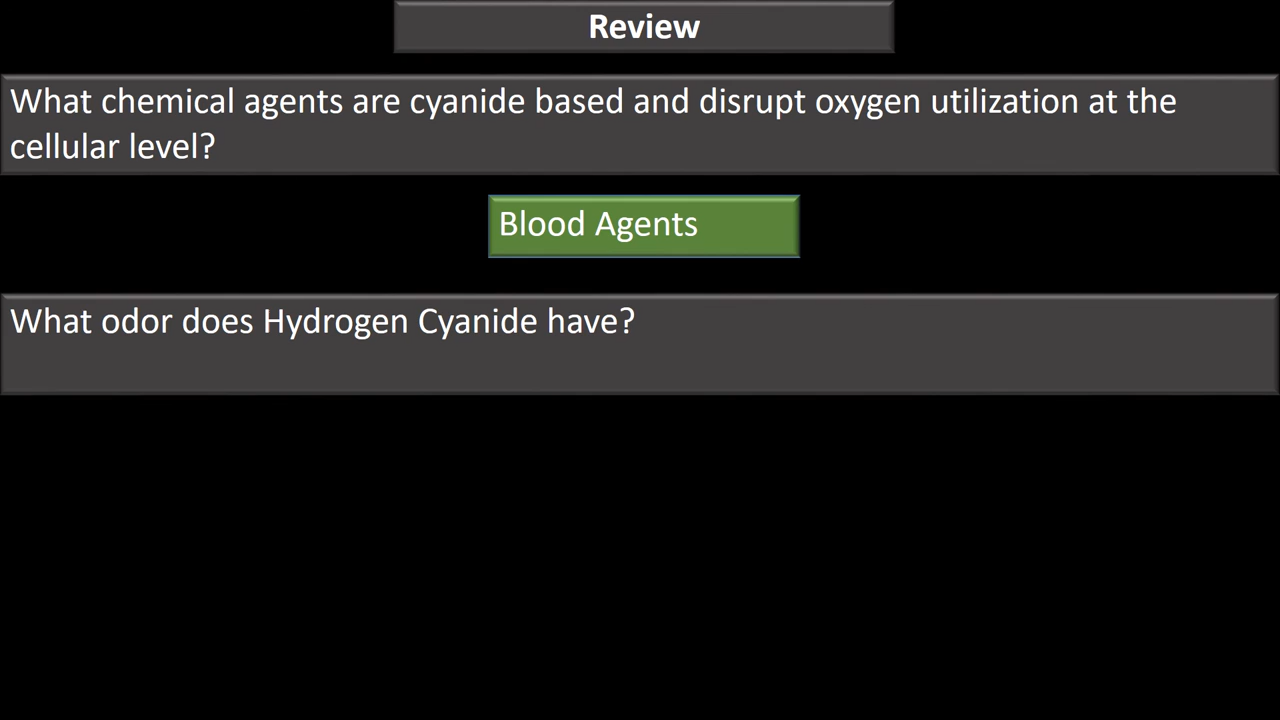 Review
What chemical agents are cyanide based and disrupt oxygen utilization at the
cellular level?
Blood Agents
What odor does Hydrogen Cyanide have?